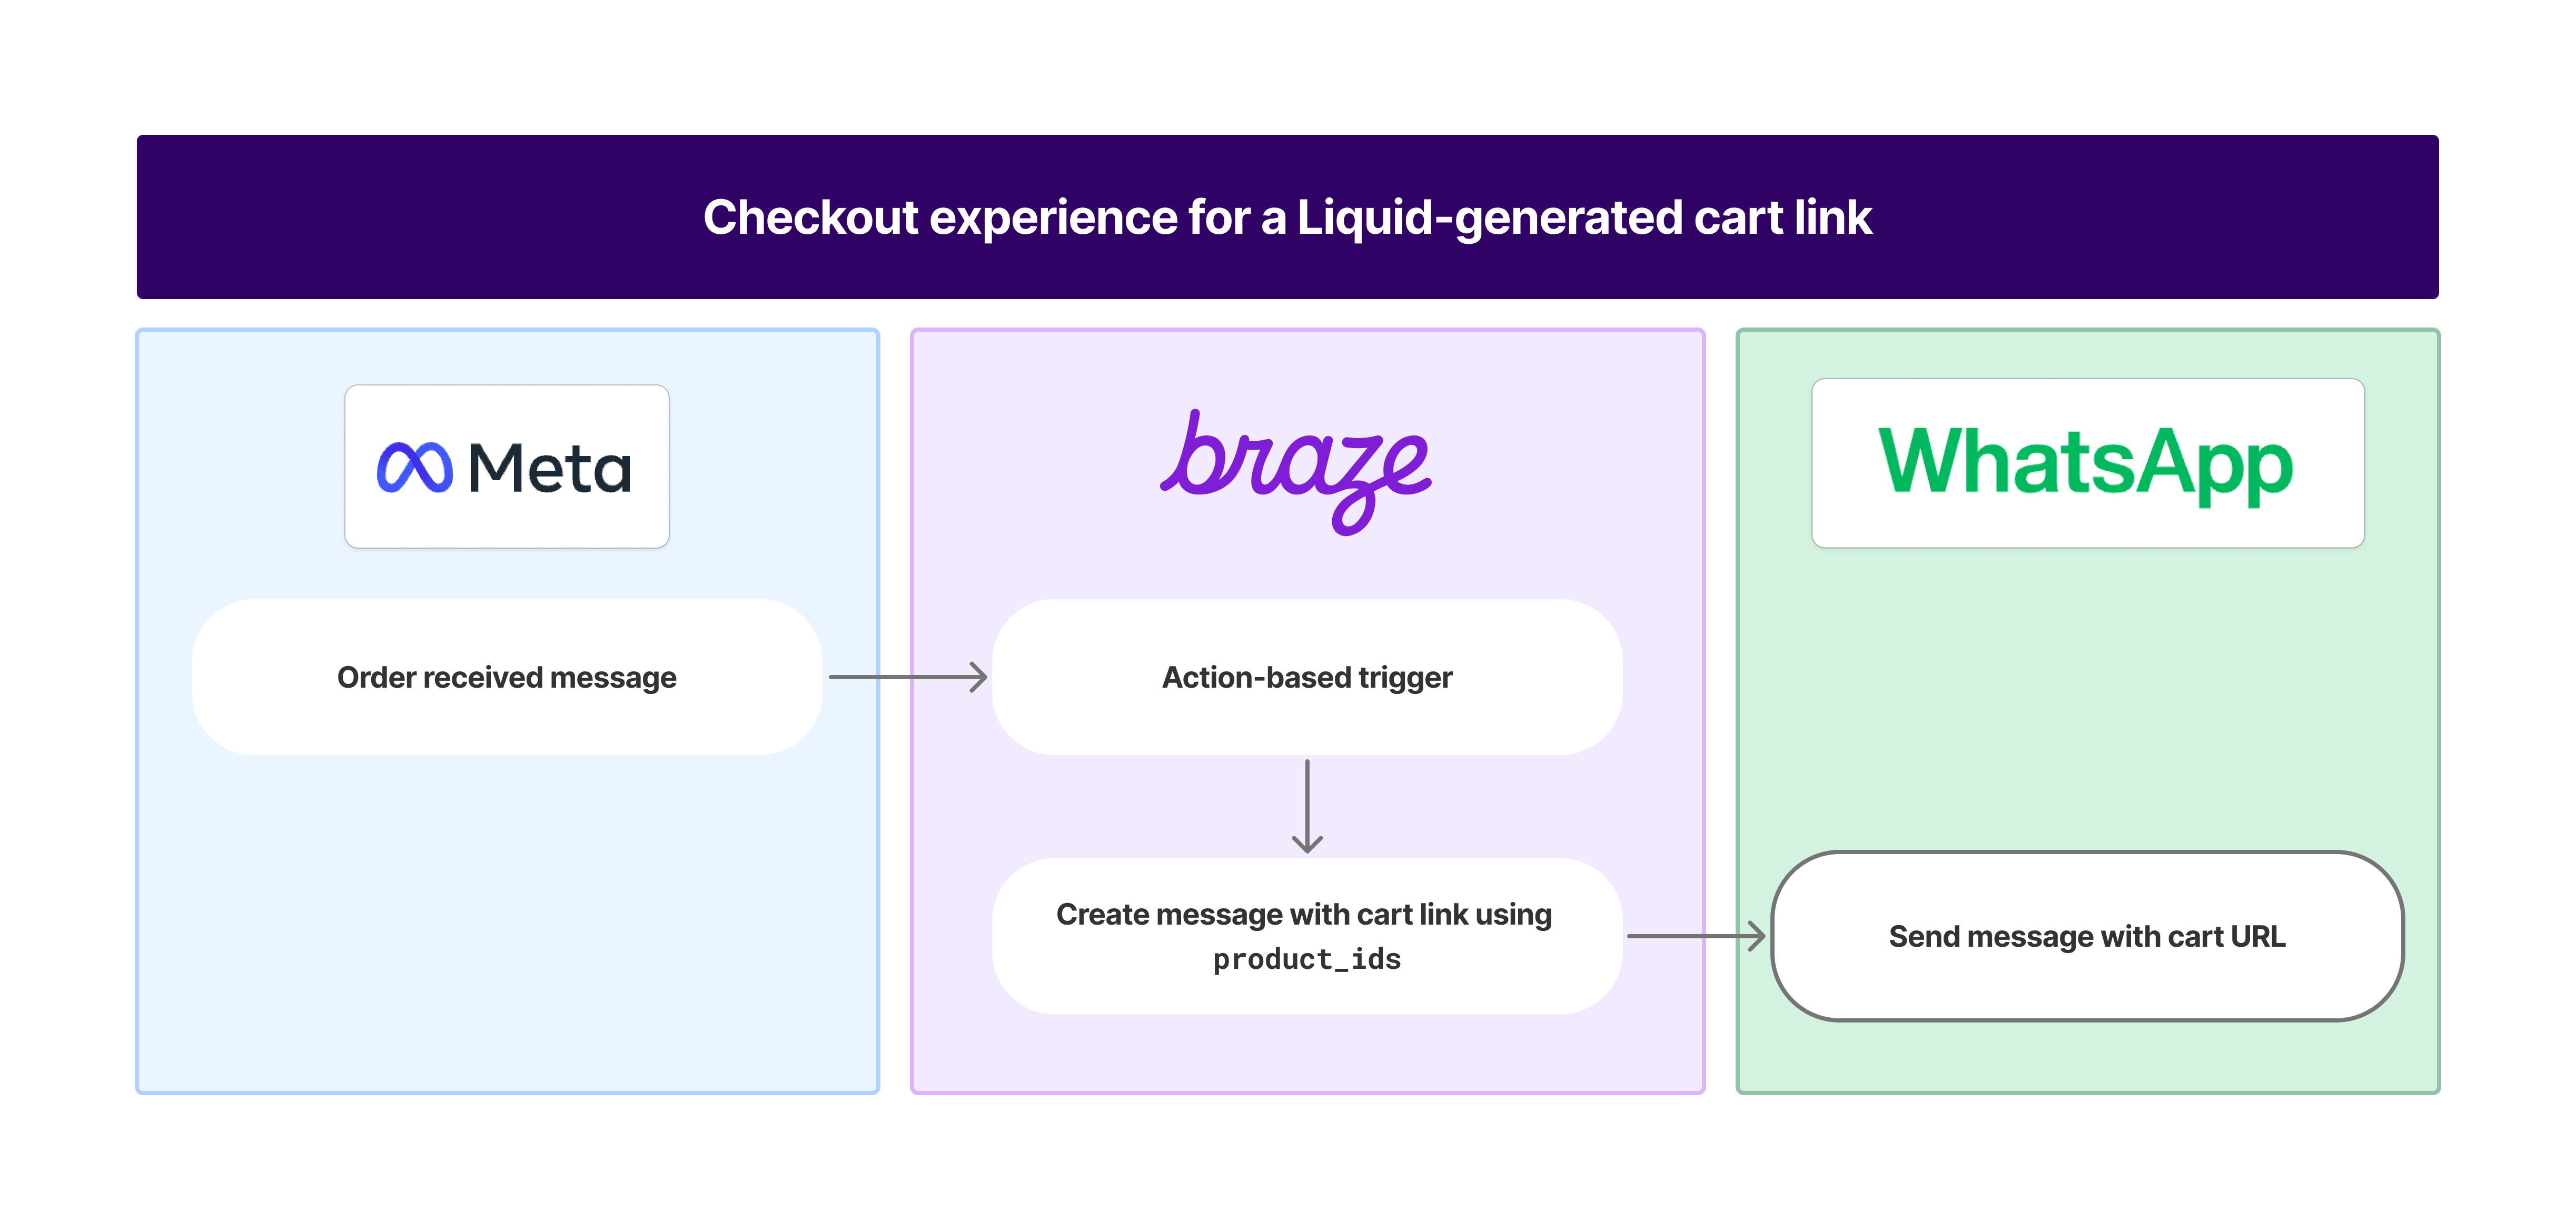 Checkout experience for a Liquid-generated cart link
Meta
braze
WhatsApp
Order received message
Action-based trigger
Create message with cart link using
product_ids
Send message with cart URL